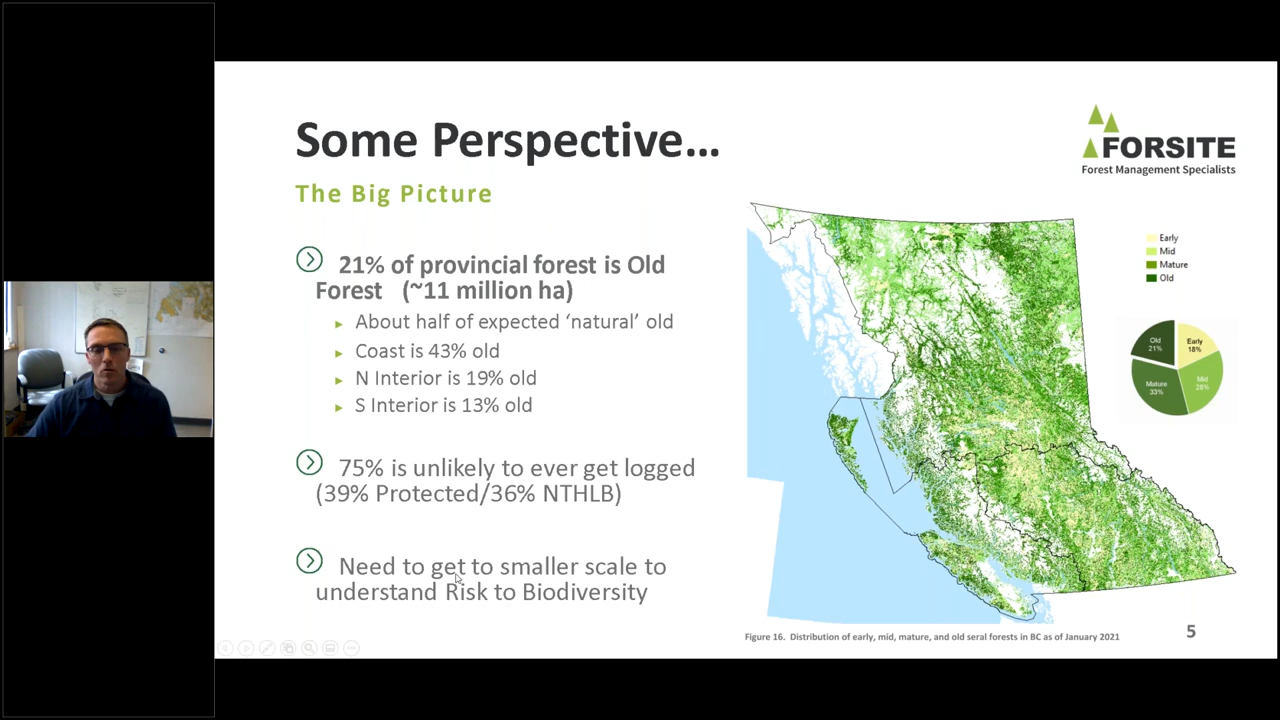 Some Perspective...
The Big Picture
21% of provincial forest is Old
Forest (~11 million ha)
About half of expected ‘natural’ old
Coast is 43% old
N Interior is 19% old
S Interior is 13% old
75% is unlikely to ever get logged
(39% Protected/36% NTHLB)
Need to get to smaller scale to
understand Risk to Biodiversity
FORSITE
Forest Management Specialists
Early
Mid
Mature
Old
Old
21%
Early
18%
Mature
33%
Mid
28%
Figure 16. Distribution of early, mid, mature, and old seral forests in BC as of January 2021
5